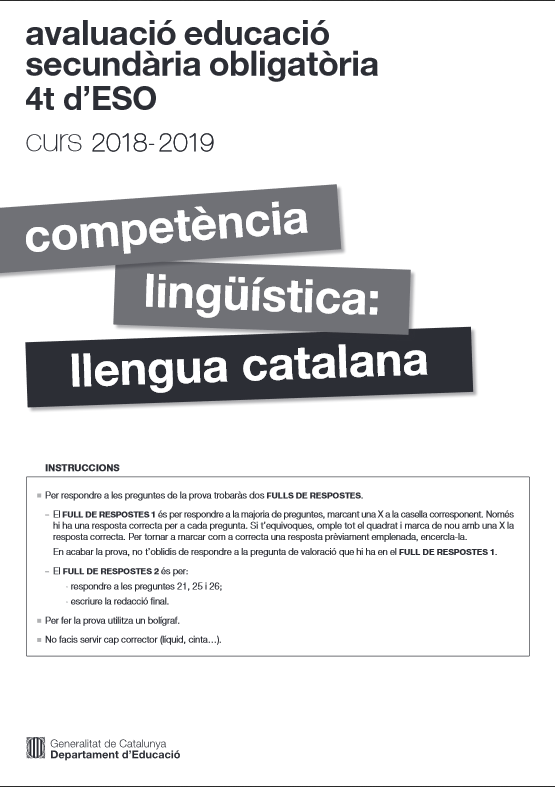 avaluació educació
secundària obligatòria
4t d’ESO
curs 2018-2019
competència
lingüística:
llengua catalana
INSTRUCCIONS
Per respondre a les preguntes de la prova trobaràs dos FULLS DE RESPOSTES.
– El FULL DE RESPOSTES 1 és per respondre a la majoria de preguntes, marcant una X a la casella corresponent. Només
hi ha una resposta correcta per a cada pregunta. Si t’equivoques, omple tot el quadrat i marca de nou amb una X la
resposta correcta. Per tornar a marcar com a correcta una resposta prèviament emplenada, encercla-la.
En acabar la prova, no t’oblidis de respondre a la pregunta de valoració que hi ha en el FULL DE RESPOSTES 1.
– El FULL DE RESPOSTES 2 és per:
· respondre a les preguntes 21, 25 i 26;
· escriure la redacció final.
Per fer la prova utilitza un bolígraf.
No facis servir cap corrector (líquid, cinta...).
Generalitat de Catalunya
Departament d’Educació